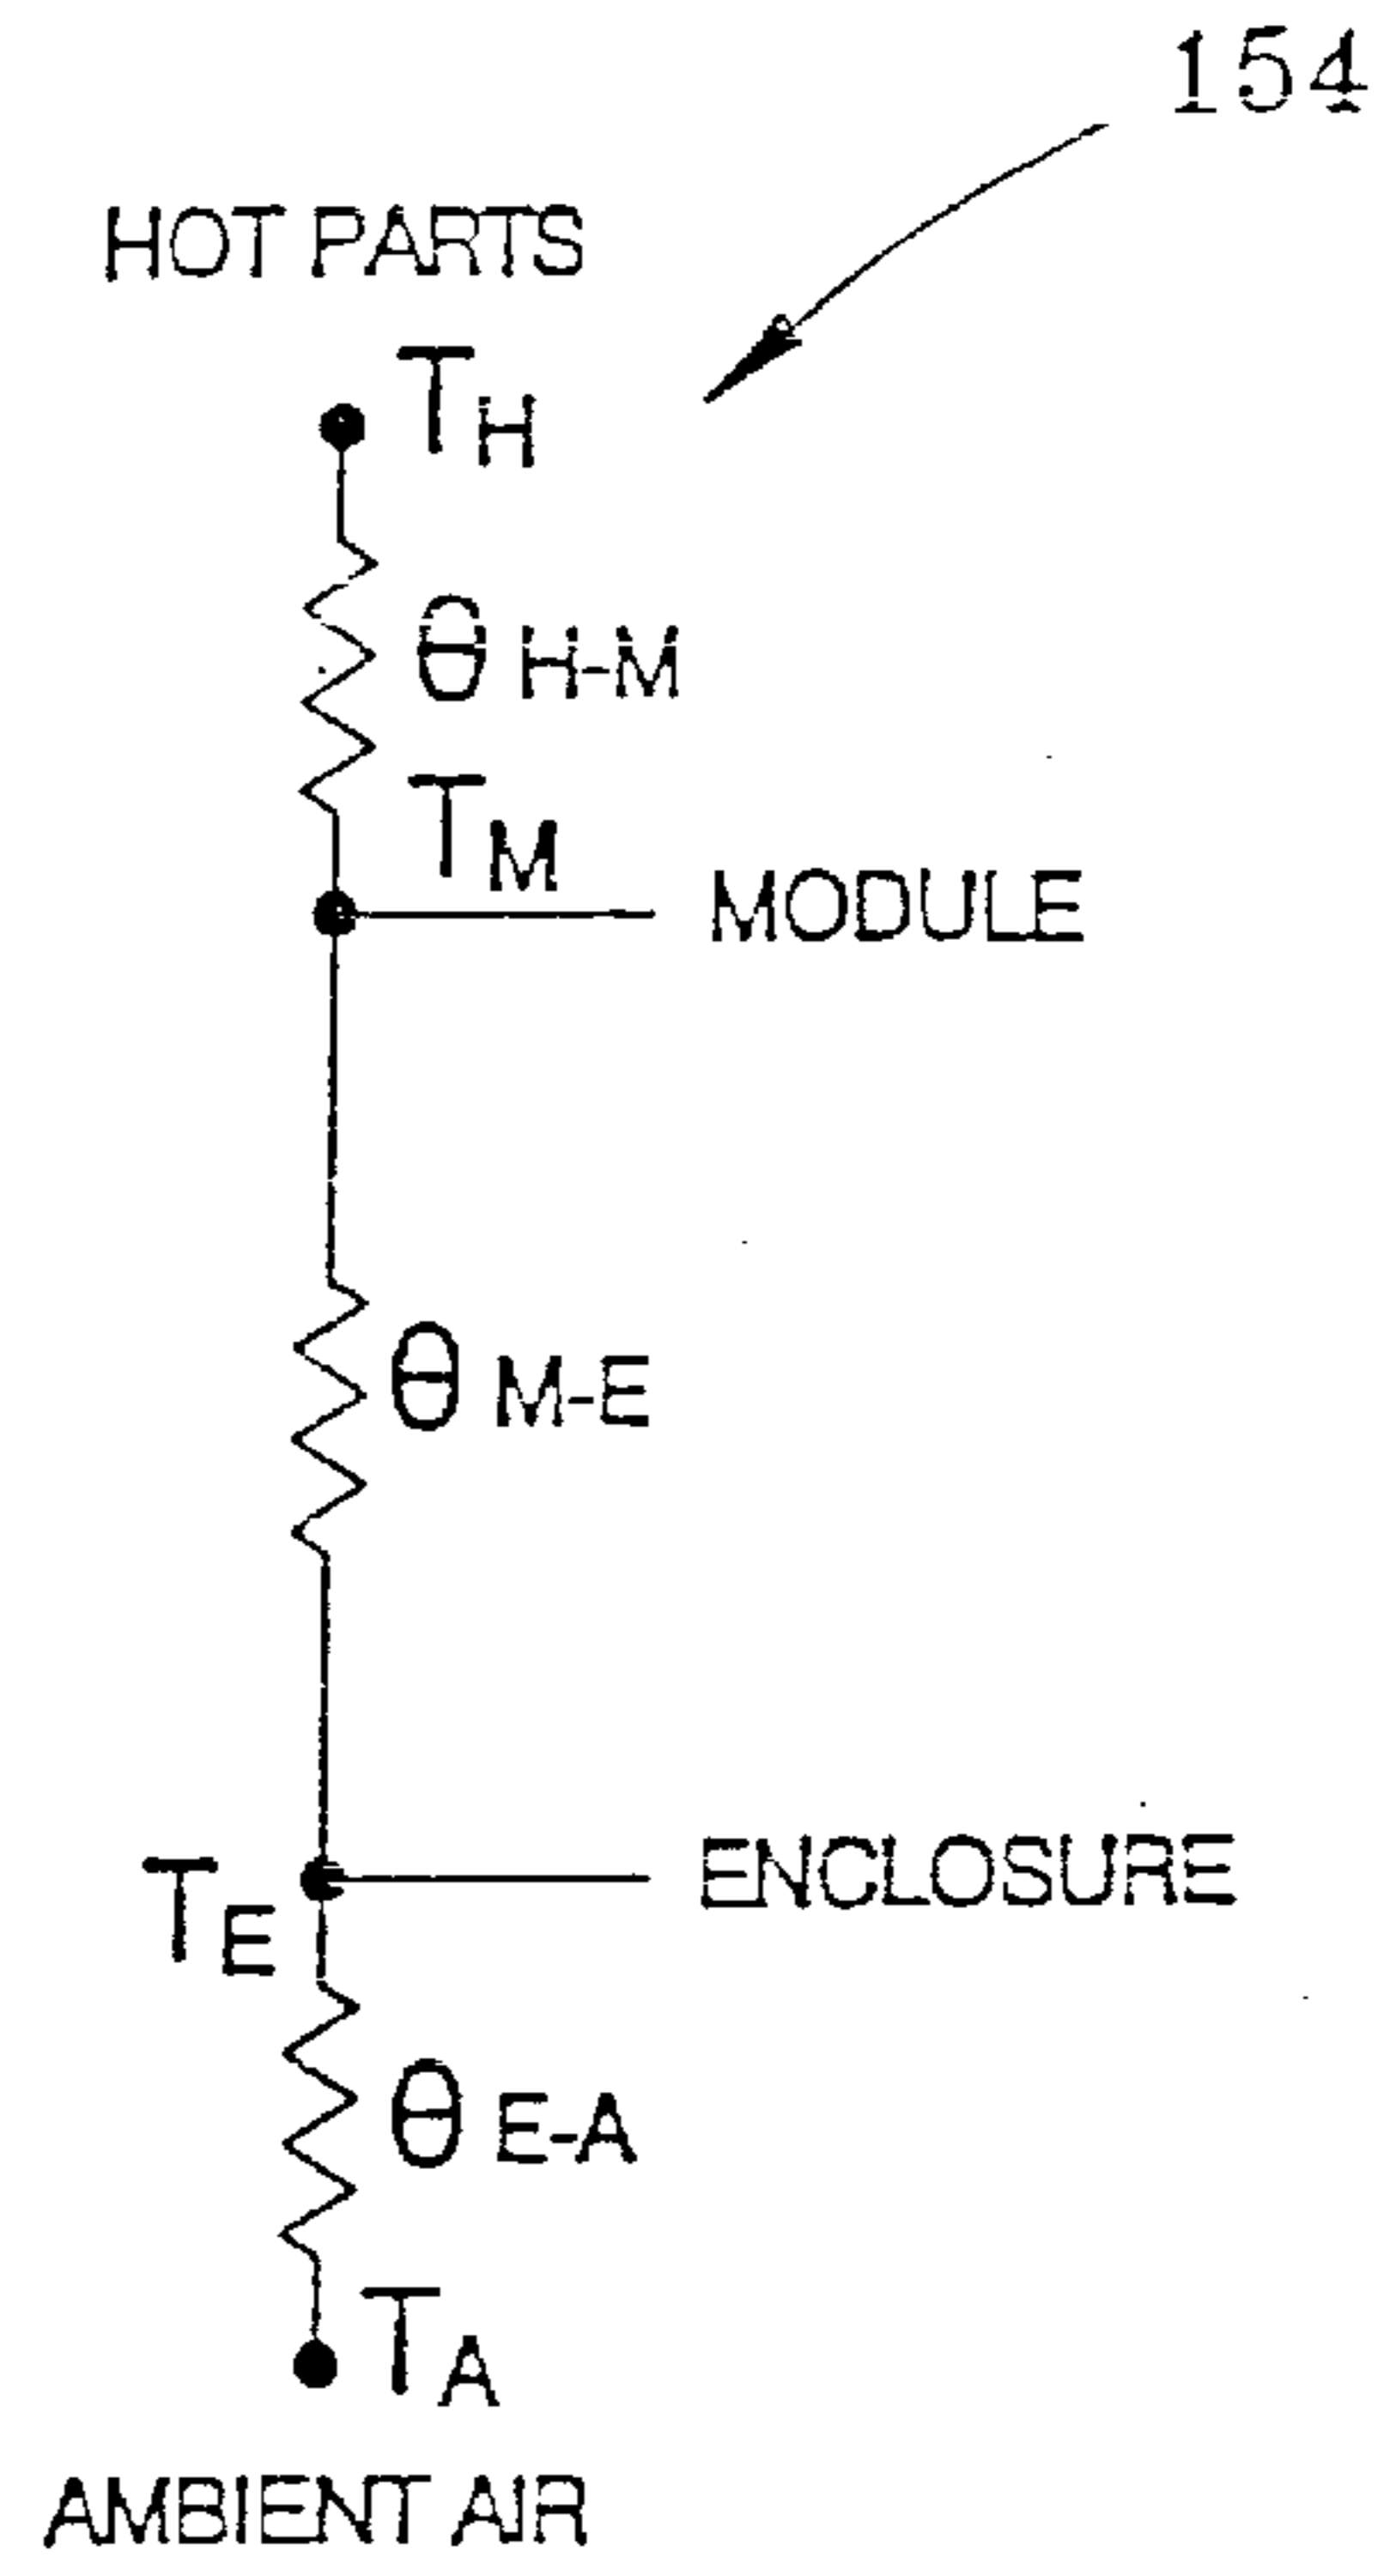 154
HOT PARTS
TH
θ H-M
TM
MODULE
θ M-E
TE
ENCLOSURE
θ E-A
TA
AMBIENT AIR